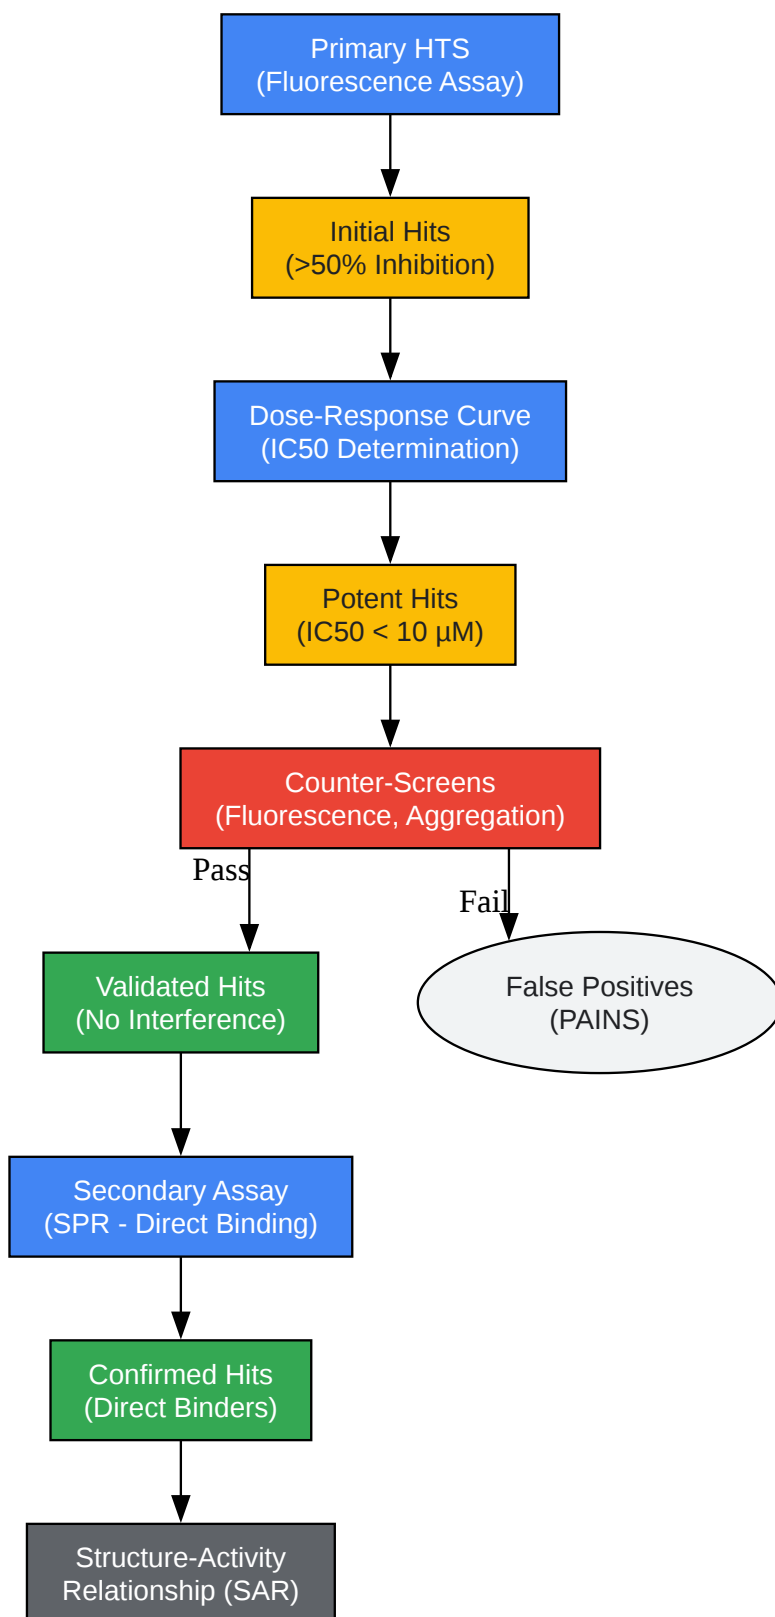 Primary HTS
(Fluorescence Assay)
Initial Hits
(>50% Inhibition)
Dose-Response Curve
(IC50 Determination)
Potent Hits
(IC50 < 10 µM)
Counter-Screens
(Fluorescence, Aggregation)
Pass
Fail
Validated Hits
(No Interference)
False Positives
(PAINS)
Secondary Assay
(SPR - Direct Binding)
Confirmed Hits
(Direct Binders)
Structure-Activity
Relationship (SAR)